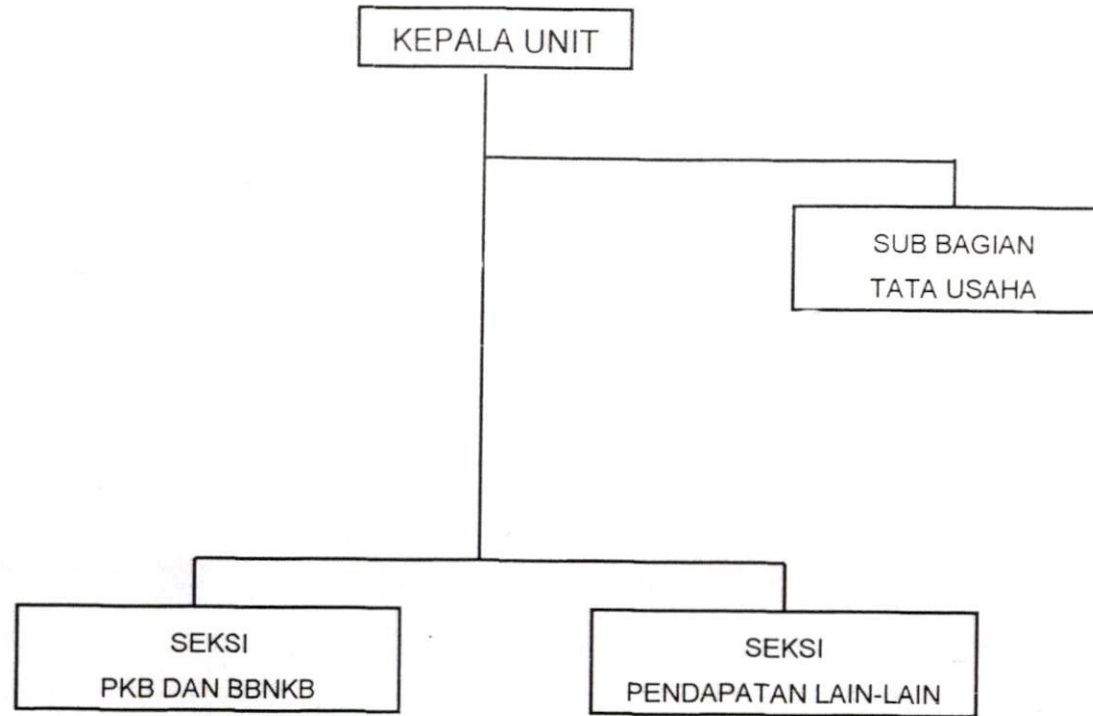 KEPALA UNIT
SUB BAGIAN
TATA USAHA
SEKSI
PKB DAN BBNKB
SEKSI
PENDAPATAN LAIN-LAIN